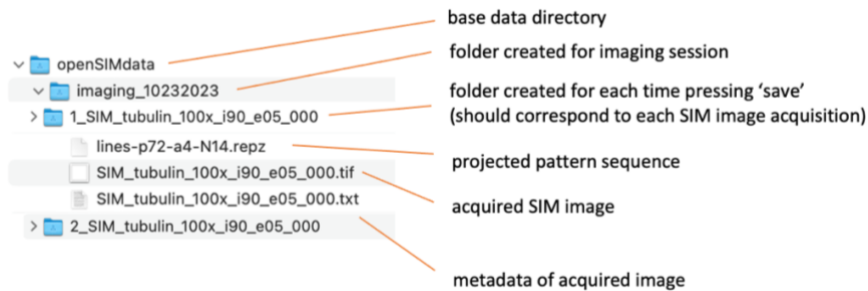 base data directory
openSIMdata
folder created for imaging session
imaging_10232023
folder created for each time pressing ‘save’
1_SIM_tubulin_100x_i90_e05_000
(should correspond to each SIM image acquisition)
lines-p72-a4-N14.repz
projected pattern sequence
SIM_tubulin_100x_i90_e05_000.tif
SIM_tubulin_100x_i90_e05_000.txt
acquired SIM image
2_SIM_tubulin_100x_i90_e05_000
metadata of acquired image